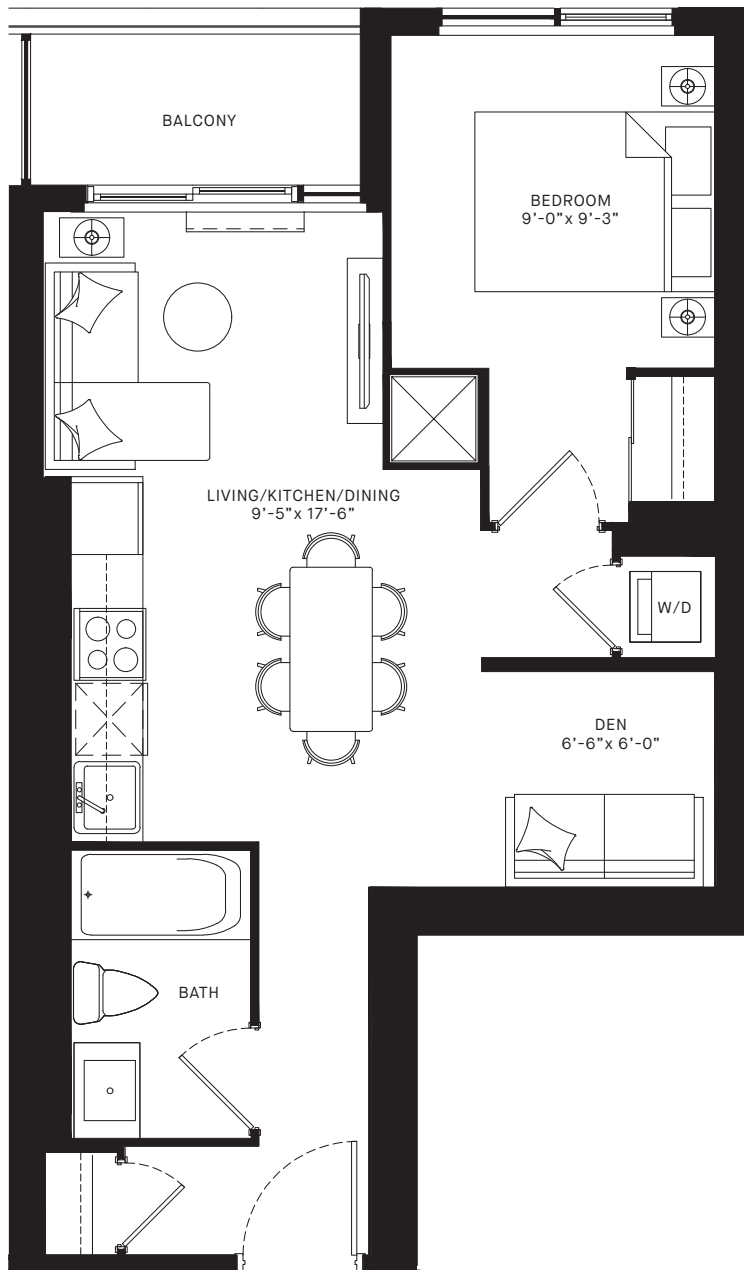 BALCONY
BEDROOM
9’-0”x 9’-3”
LIVING/KITCHEN/DINING
9’-5”x 17’-6”
W/D
DEN
6’-6”x 6’-0”
BATH